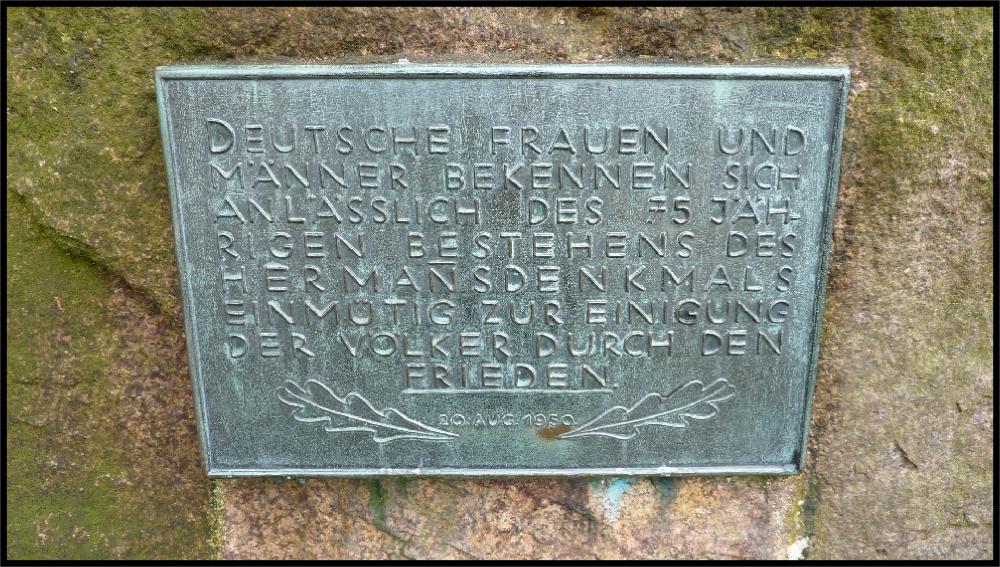 DEUTSCHE FRAUEN UND
MÄNNER BEKENNEN SICH
ANLÄSSLICH DES 75 JÄH-
RIGEN BESTEHENS DES
HERMANSDENKMALS
EINMÜTIG ZUR EINIGUNG
DER VÖLKER DURCH DEN
FRIEDEN.
20. AUG. 1950.